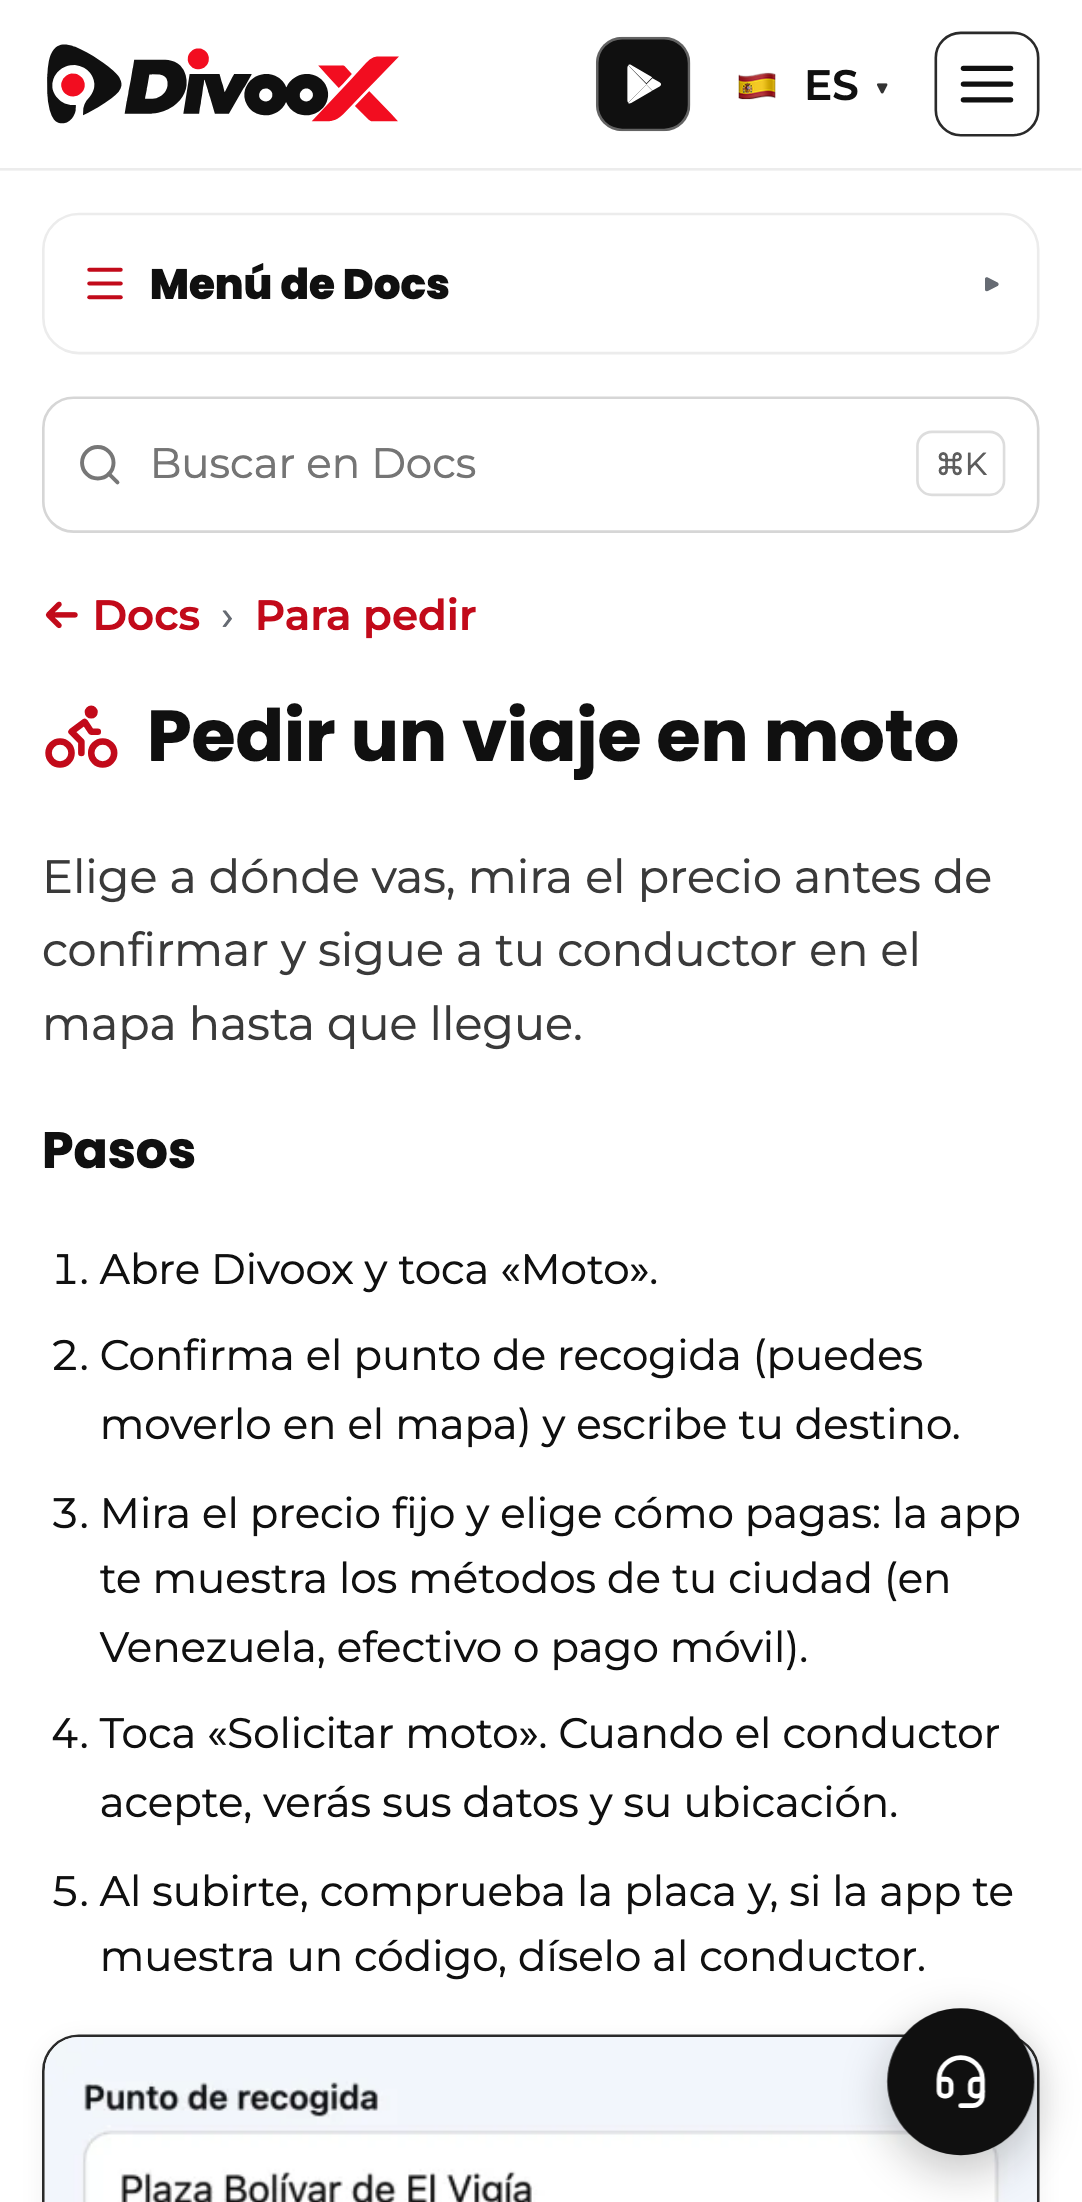 DivooX
ES
Menú de Docs
Buscar en Docs
⌘K
← Docs › Para pedir
Pedir un viaje en moto
Elige a dónde vas, mira el precio antes de
confirmar y sigue a tu conductor en el
mapa hasta que llegue.
Pasos
1. Abre Divoox y toca «Moto».
2. Confirma el punto de recogida (puedes
moverlo en el mapa) y escribe tu destino.
3. Mira el precio fijo y elige cómo pagas: la app
te muestra los métodos de tu ciudad (en
Venezuela, efectivo o pago móvil).
4. Toca «Solicitar moto». Cuando el conductor
acepte, verás sus datos y su ubicación.
5. Al subirte, comprueba la placa y, si la app te
muestra un código, díselo al conductor.
Punto de recogida
Plaza Bolívar de El Vigía